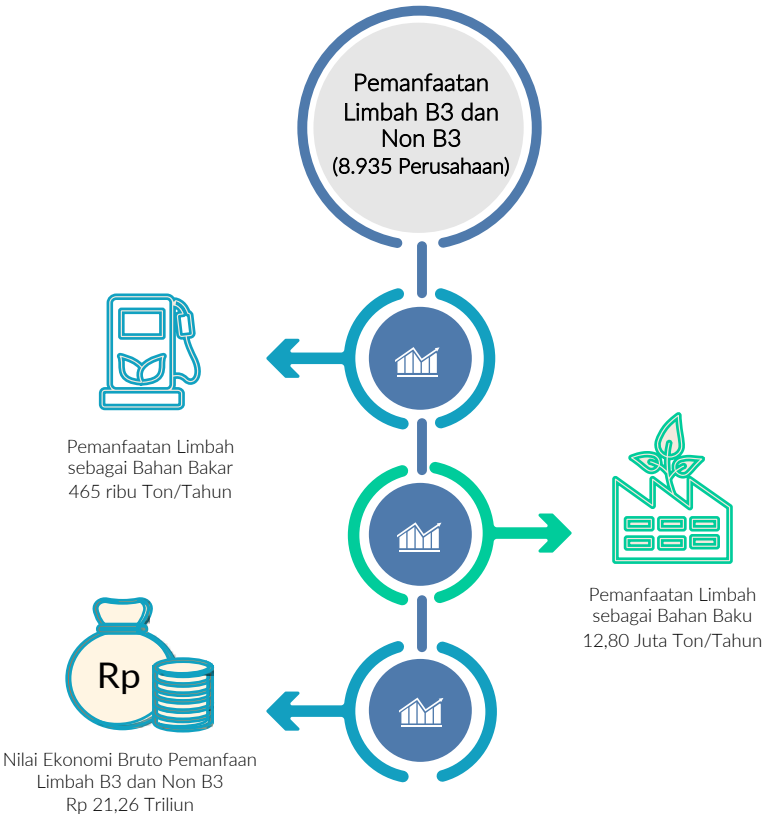 Pemanfaatan
Limbah B3 dan
Non B3
(8.935 Perusahaan)
Pemanfaatan Limbah
sebagai Bahan Bakar
465 ribu Ton/Tahun
Pemanfaatan Limbah
sebagai Bahan Baku
12,80 Juta Ton/Tahun
Rp
Nilai Ekonomi Bruto Pemanfaan
Limbah B3 dan Non B3
Rp 21,26 Triliun